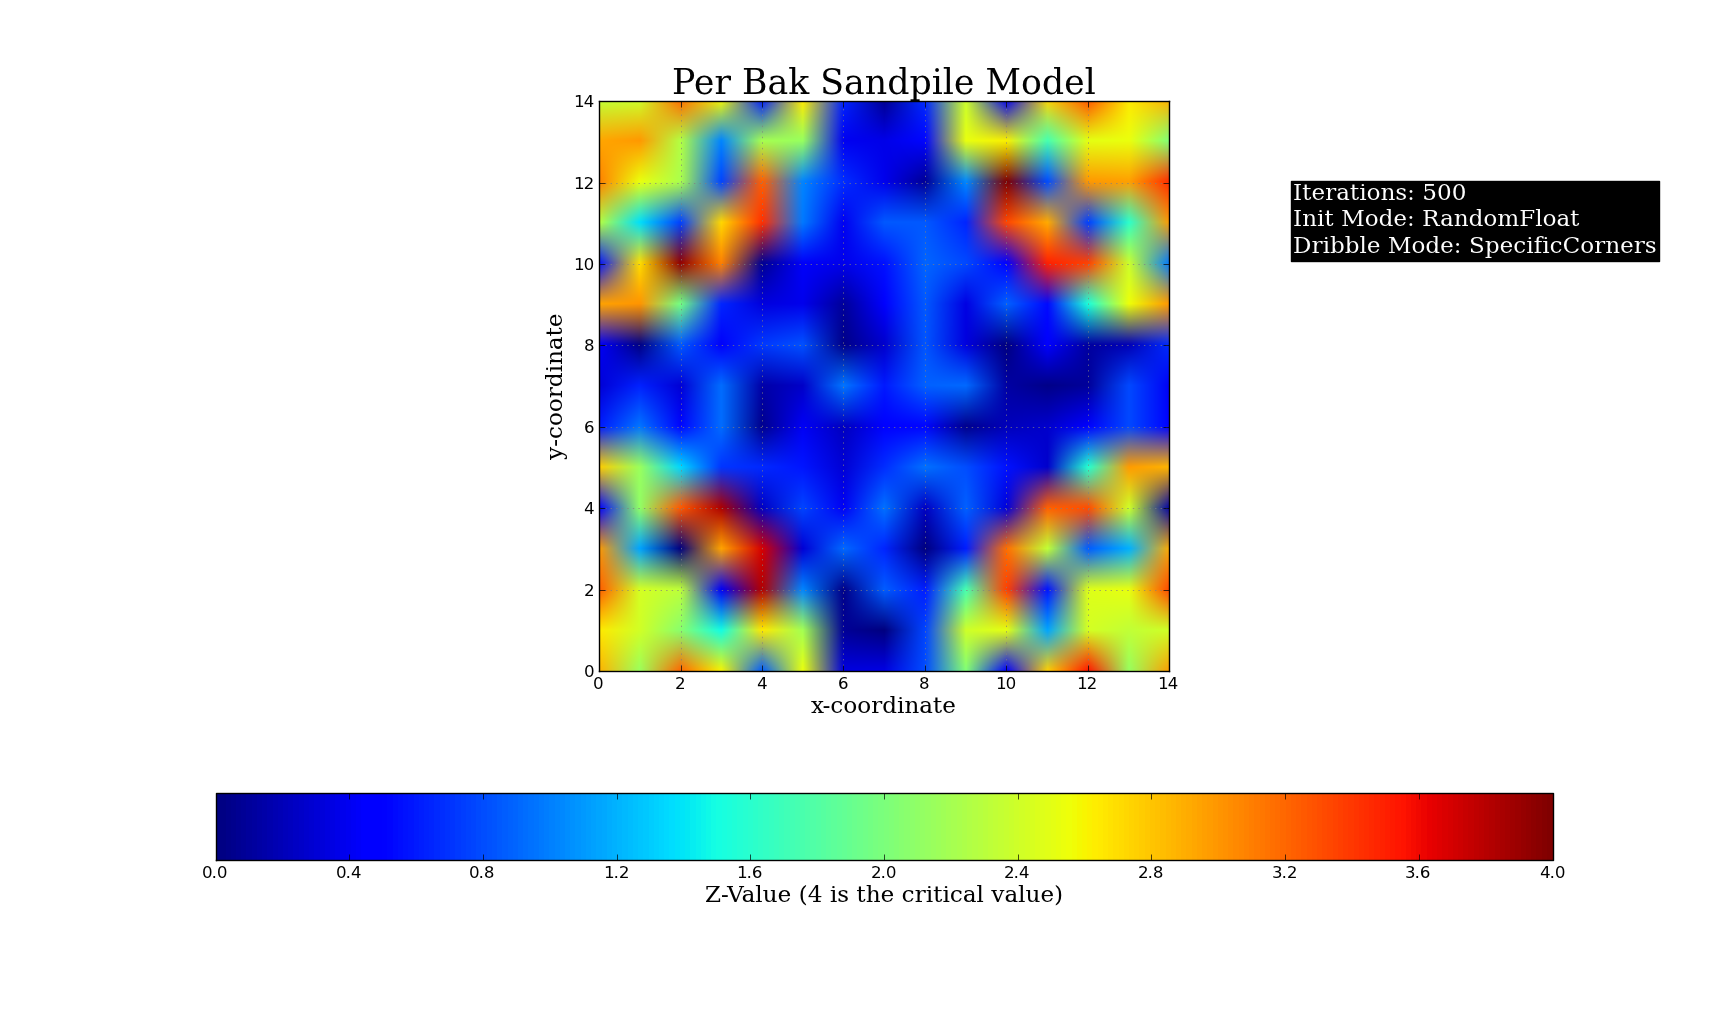 Per Bak Sandpile Model
14
12
10
8
6
4
2
0
y-coordinate
0 2 4 6 8 10 12 14
x-coordinate
Iterations: 500
Init Mode: RandomFloat
Dribble Mode: SpecificCorners
0.0 0.4 0.8 1.2 1.6 2.0 2.4 2.8 3.2 3.6 4.0
Z-Value (4 is the critical value)